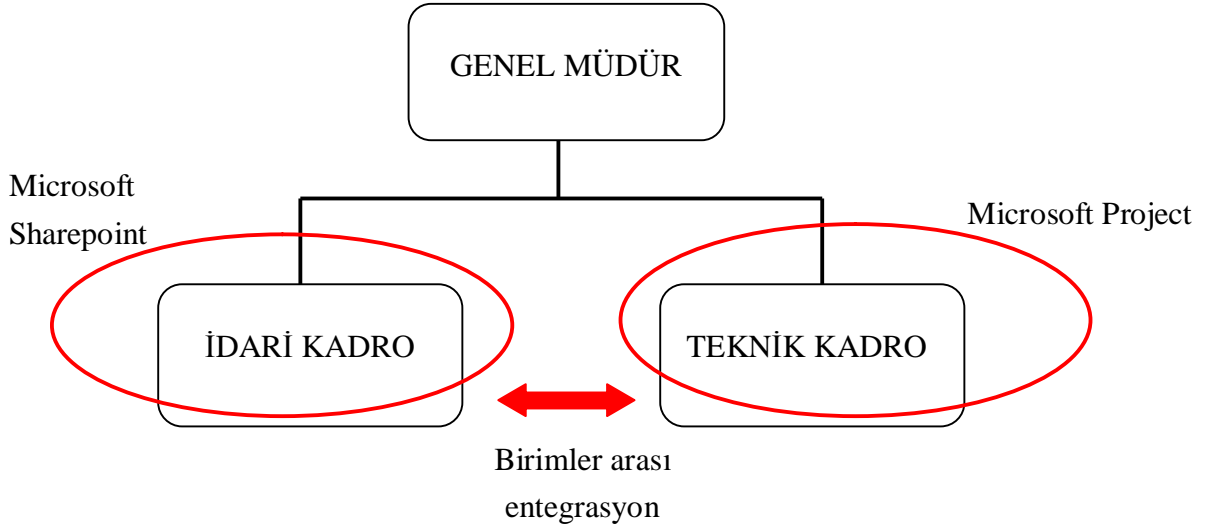 GENEL MÜDÜR
Microsoft
Sharepoint
Microsoft Project
İDARİ KADRO
TEKNİK KADRO
Birimler arası
entegrasyon